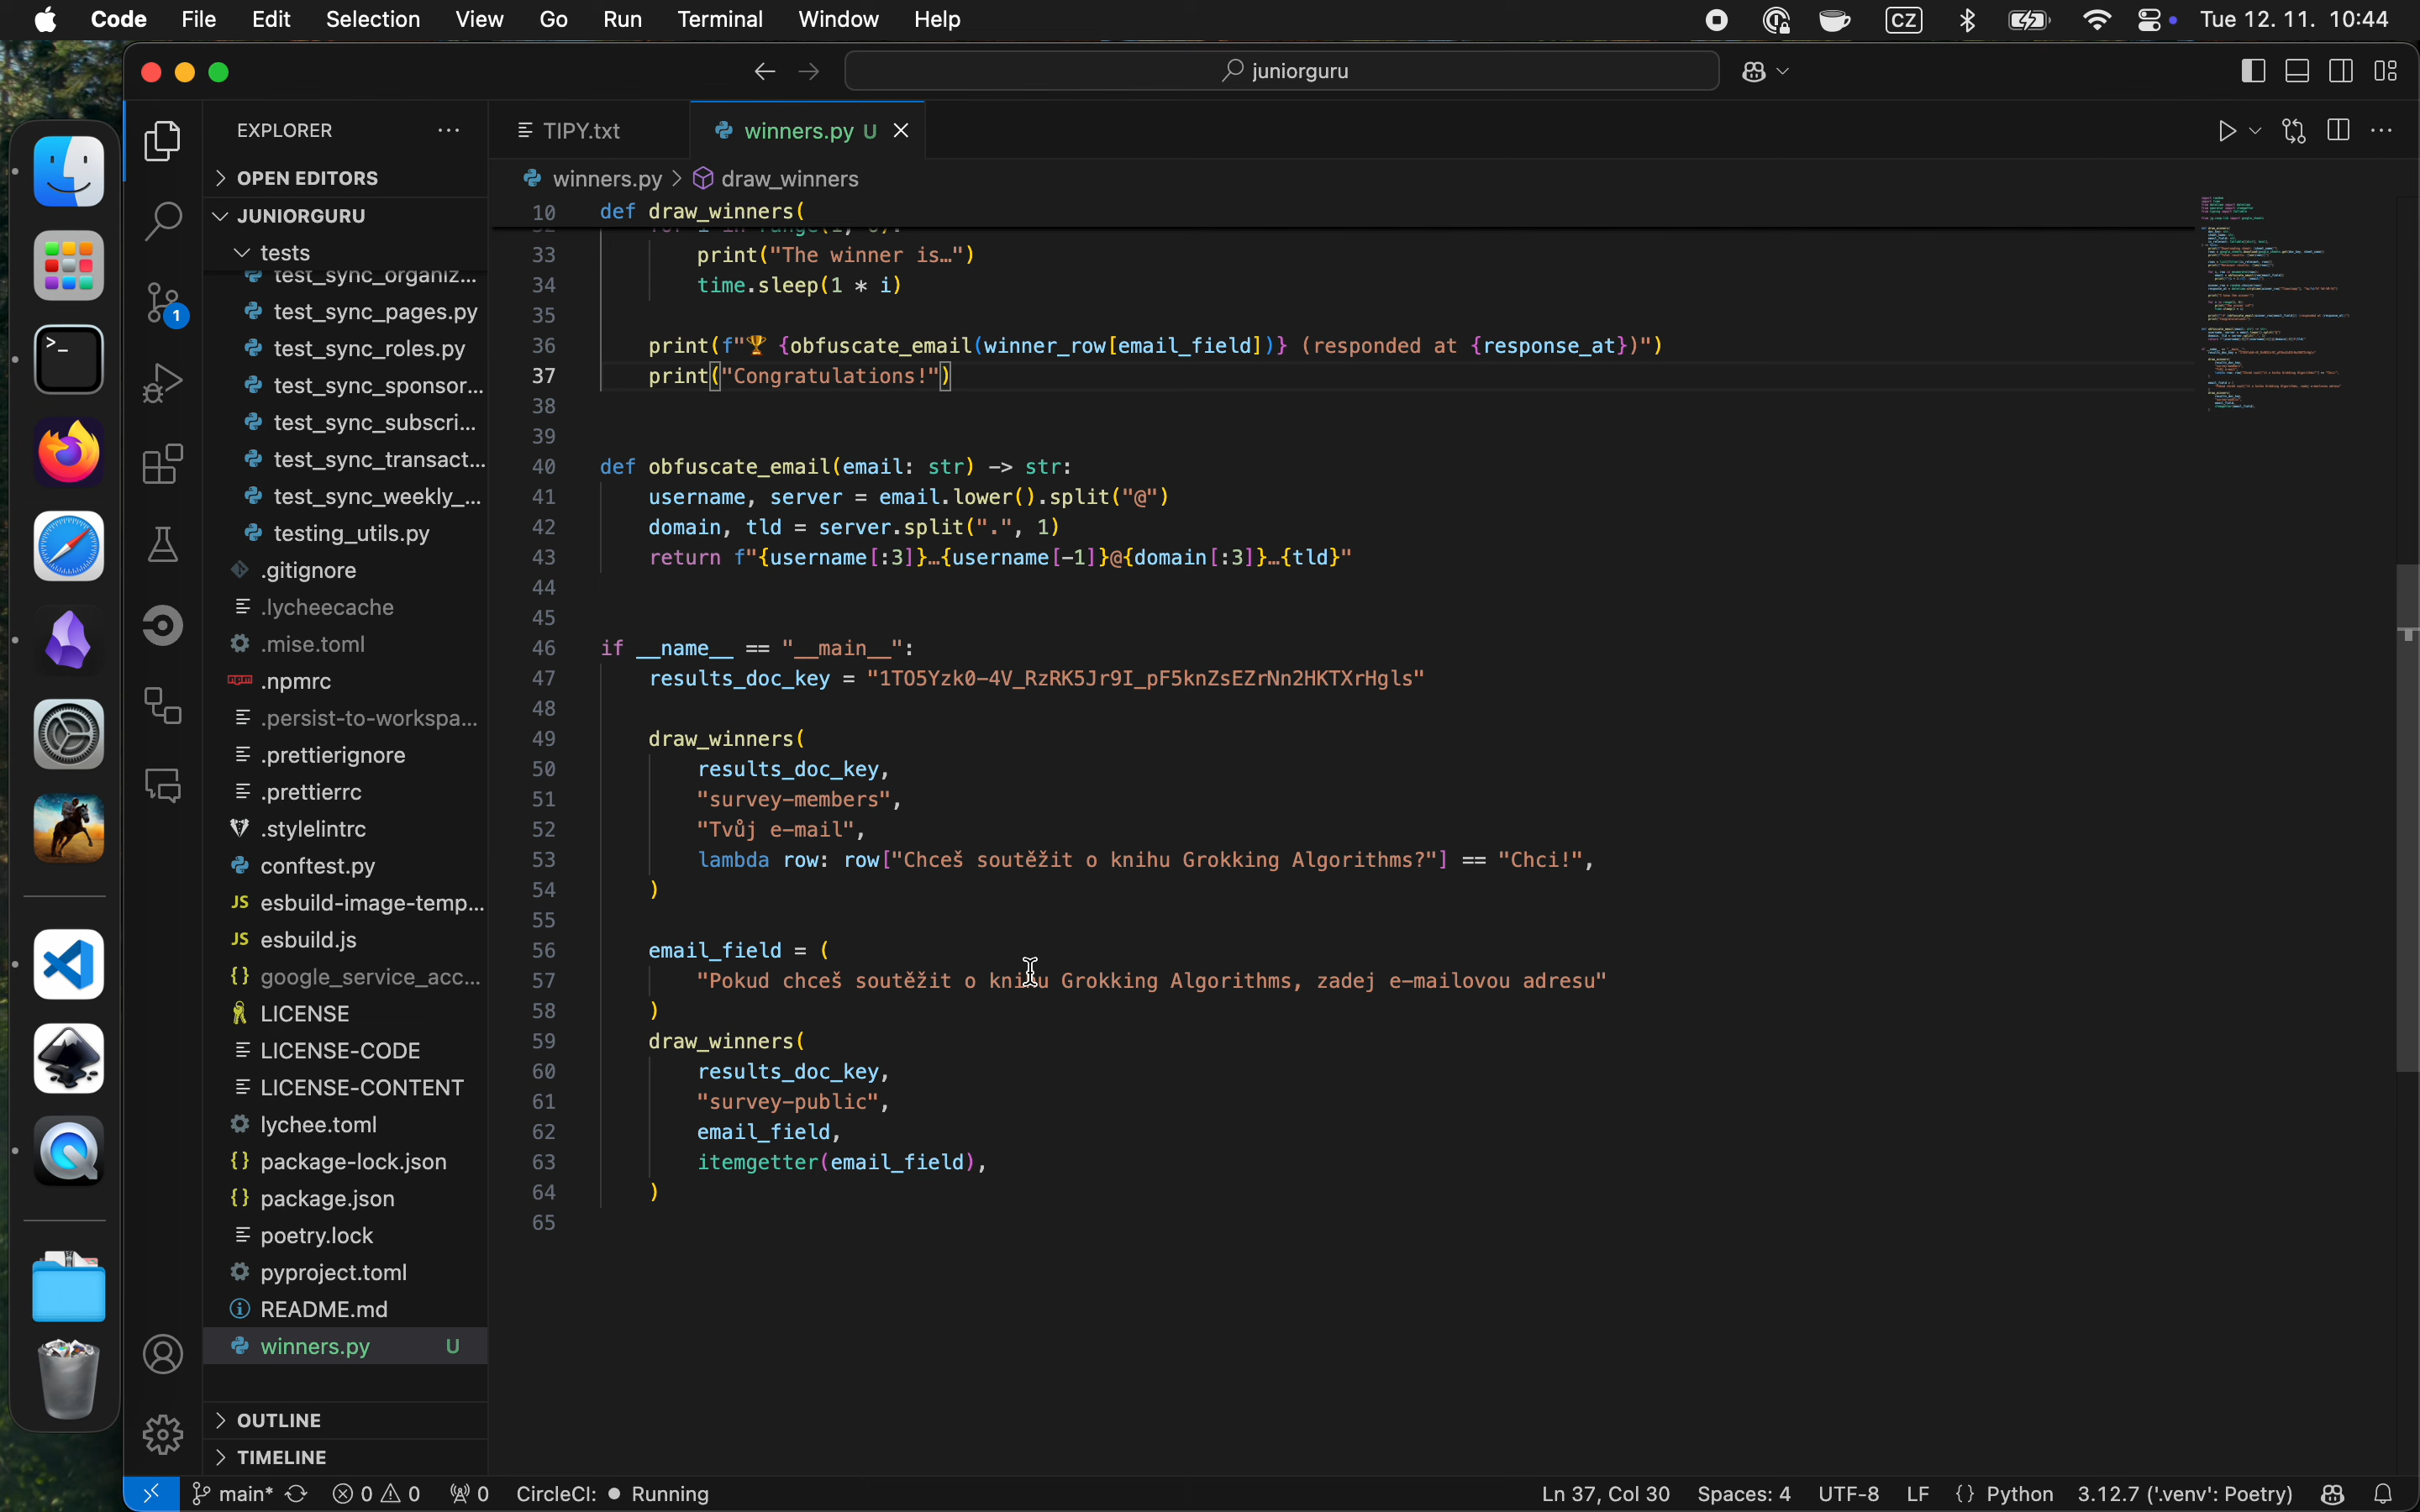 Code File Edit Selection View Go Run Terminal Window Help CZ Tue 12. 11. 10:44
juniorguru
EXPLORER
OPEN EDITORS
JUNIORGURU
tests
test_sync_organiz...
test_sync_pages.py
test_sync_roles.py
test_sync_sponsor...
test_sync_subscri...
test_sync_transact...
test_sync_weekly_...
testing_utils.py
.gitignore
.lycheecache
.mise.toml
.npmrc
.persist-to-workspa...
.prettierignore
.prettierrc
.stylelintrc
conftest.py
JS esbuild-image-temp...
JS esbuild.js
{} google_service_acc...
LICENSE
LICENSE-CODE
LICENSE-CONTENT
lychee.toml
{} package-lock.json
{} package.json
poetry.lock
pyproject.toml
README.md
winners.py U
OUTLINE
TIMELINE
1
TIPY.txt winners.py U
winners.py > draw_winners
10 def draw_winners(
33 print("The winner is…")
34 time.sleep(1 * i)
35
36 print(f"🏆 {obfuscate_email(winner_row[email_field])} (responded at {response_at})")
37 print("Congratulations!")
38
39
40 def obfuscate_email(email: str) -> str:
41 username, server = email.lower().split("@")
42 domain, tld = server.split(".", 1)
43 return f"{username[:3]}…{username[-1]}@{domain[:3]}…{tld}"
44
45
46 if __name__ == "__main__":
47 results_doc_key = "1TO5Yzk0-4V_RzRK5Jr9I_pF5knZsEZrNn2HKTXrHgls"
48
49 draw_winners(
50 results_doc_key,
51 "survey-members",
52 "Tvůj e-mail",
53 lambda row: row["Chceš soutěžit o knihu Grokking Algorithms?"] == "Chci!",
54 )
55
56 email_field = (
57 "Pokud chceš soutěžit o knihu Grokking Algorithms, zadej e-mailovou adresu"
58 )
59 draw_winners(
60 results_doc_key,
61 "survey-public",
62 email_field,
63 itemgetter(email_field),
64 )
65
main* 0 0 0 CircleCI: Running Ln 37, Col 30 Spaces: 4 UTF-8 LF {} Python 3.12.7 ('.venv': Poetry)